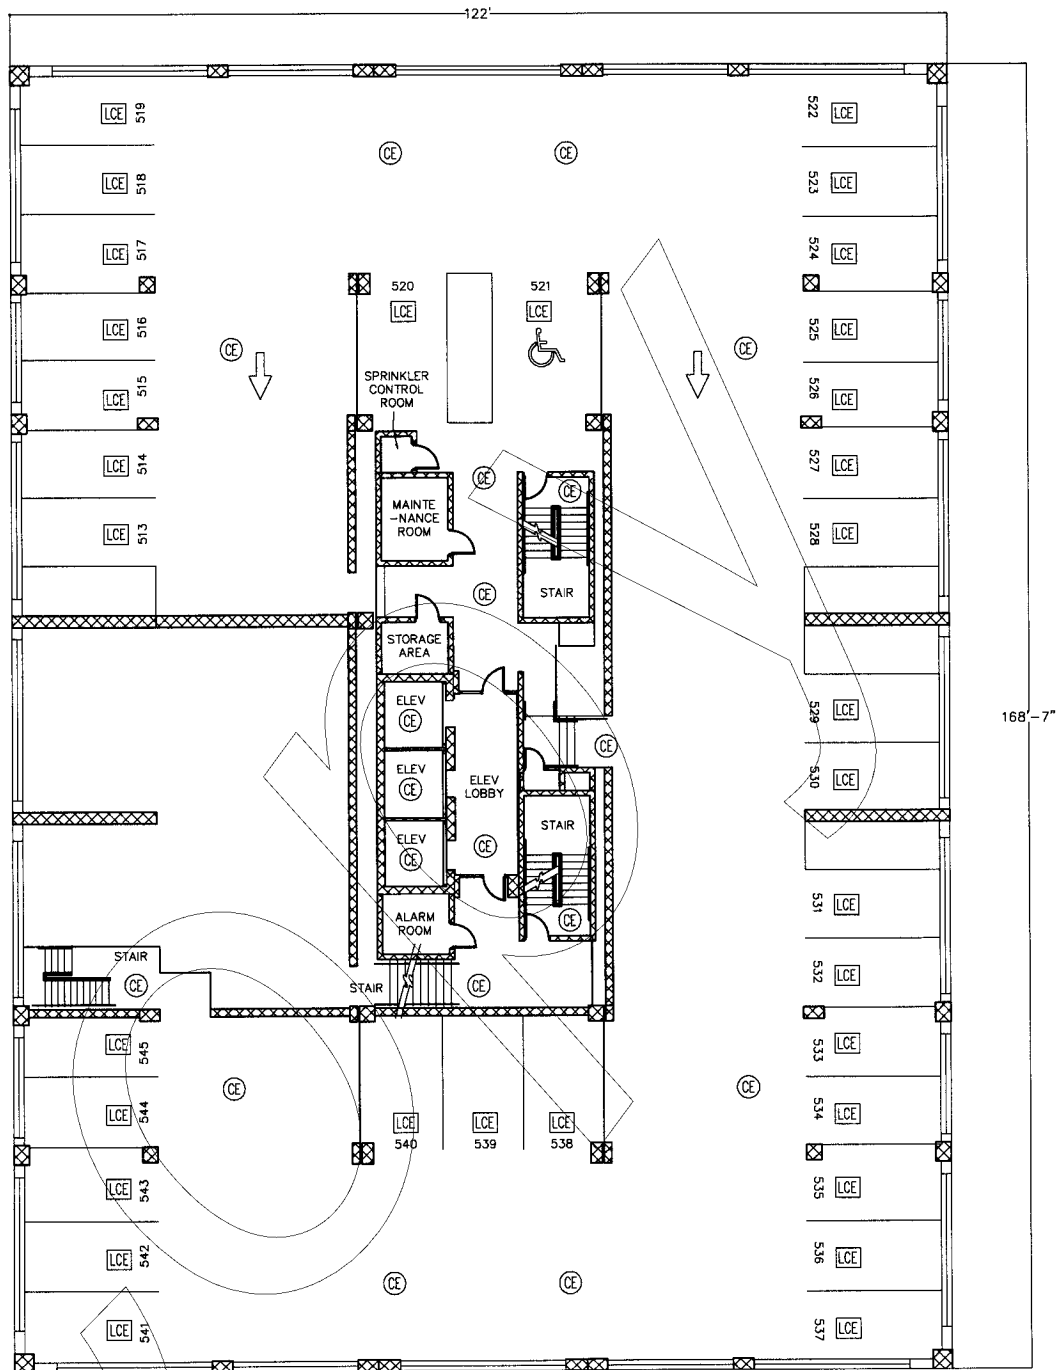 122'
LCE 519
522 LCE
CE
CE
LCE 518
523 LCE
LCE 517
524 LCE
520
LCE
521
LCE
LCE 516
525 LCE
CE
CE
SPRINKLER
CONTROL
ROOM
LCE 515
526 LCE
LCE 514
527 LCE
CE
CE
MAINTE
-NANCE
ROOM
LCE 513
528 LCE
CE
STAIR
STORAGE
AREA
ELEV
CE
529 LCE
168'-7"
CE
ELEV
CE
ELEV
LOBBY
530 LCE
STAIR
ELEV
CE
CE
531 LCE
ALARM
ROOM
CE
STAIR
CE
STAIR
CE
532 LCE
LCE 545
533 LCE
CE
CE
LCE 544
534 LCE
LCE
540
LCE
539
LCE
538
LCE 543
535 LCE
LCE 542
536 LCE
CE
CE
LCE 541
537 LCE